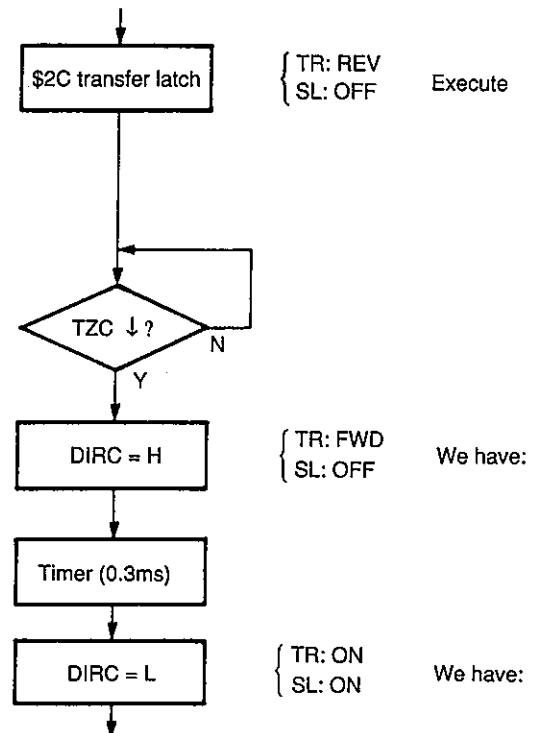 $2C transfer latch
TR: REV
SL: OFF
Execute
TZC ↓ ?
N
Y
DIRC = H
TR: FWD
SL: OFF
We have:
Timer (0.3ms)
DIRC = L
TR: ON
SL: ON
We have: